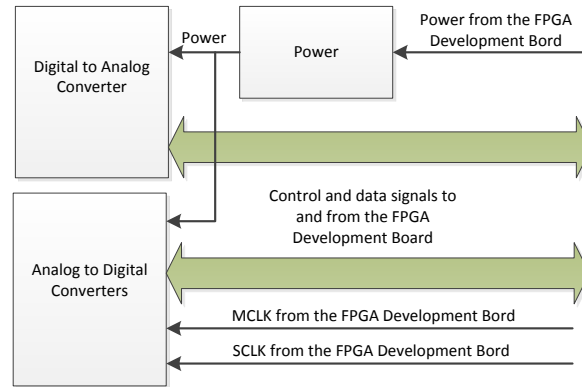 Power from the FPGA
Development Bord
Power
Power
Digital to Analog
Converter
Control and data signals to
and from the FPGA
Development Board
Analog to Digital
Converters
MCLK from the FPGA Development Bord
SCLK from the FPGA Development Bord